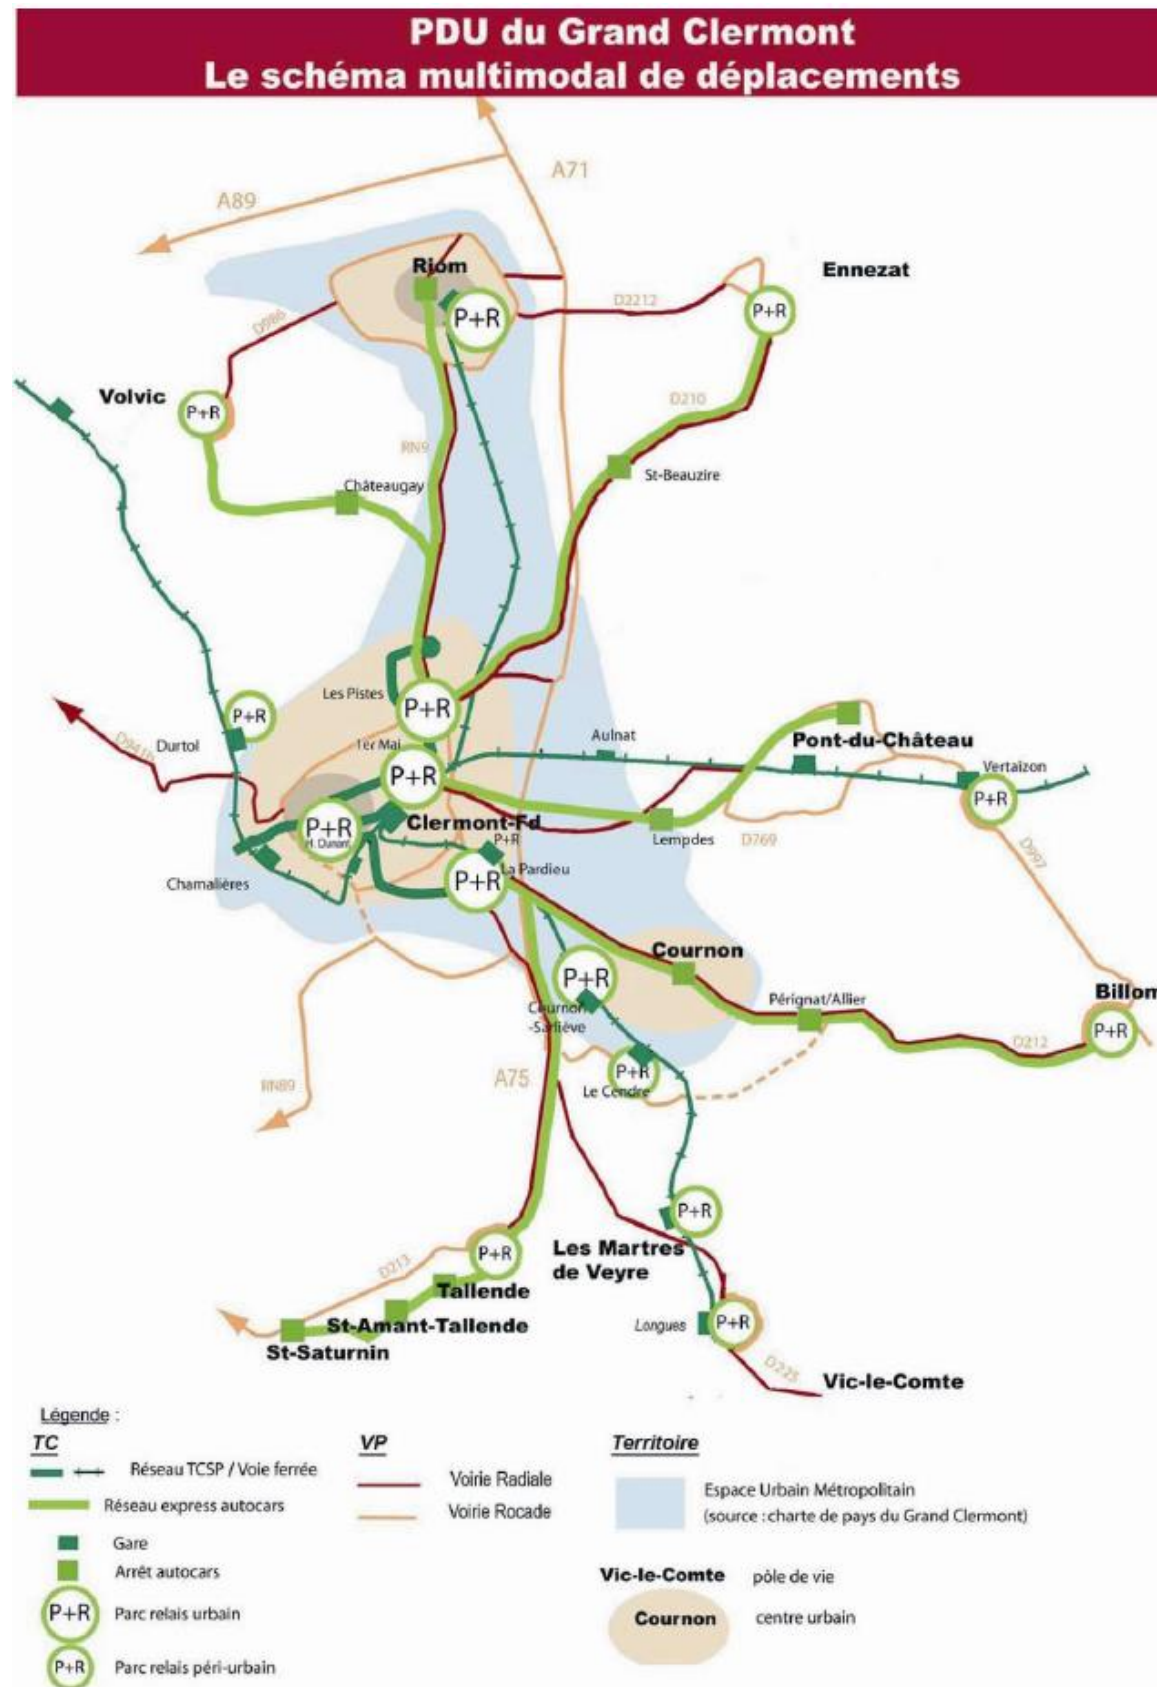 PDU du Grand Clermont
Le schéma multimodal de déplacements
A71
A89
Riom
Ennezat
P+R
D2212
P+R
D986
Volvic
P+R
D210
RN9
Châteaugay
St-Beauzire
Les Pistes
P+R
P+R
Durtol
1er Mai
Aulnat
Pont-du-Château
Vertaizon
P+R
P+R
Clermont-Fd
P+R
H. Dunant
P+R
Lempdes
D769
D997
La Pardieu
P+R
Chamalières
Cournon
P+R
Cournon
-Sarliève
Pérignat/Allier
Billom
P+R
D212
A75
P+R
Le Cendre
RN89
P+R
Les Martres
de Veyre
P+R
D213
Tallende
St-Amant-Tallende
St-Saturnin
Longues
P+R
D225
Vic-le-Comte
Légende :
TC
VP
Territoire
Réseau TCSP / Voie ferrée
Voirie Radiale
Espace Urbain Métropolitain
(source : charte de pays du Grand Clermont)
Réseau express autocars
Voirie Rocade
Gare
Arrêt autocars
Vic-le-Comte pôle de vie
P+R Parc relais urbain
Cournon centre urbain
P+R Parc relais péri-urbain